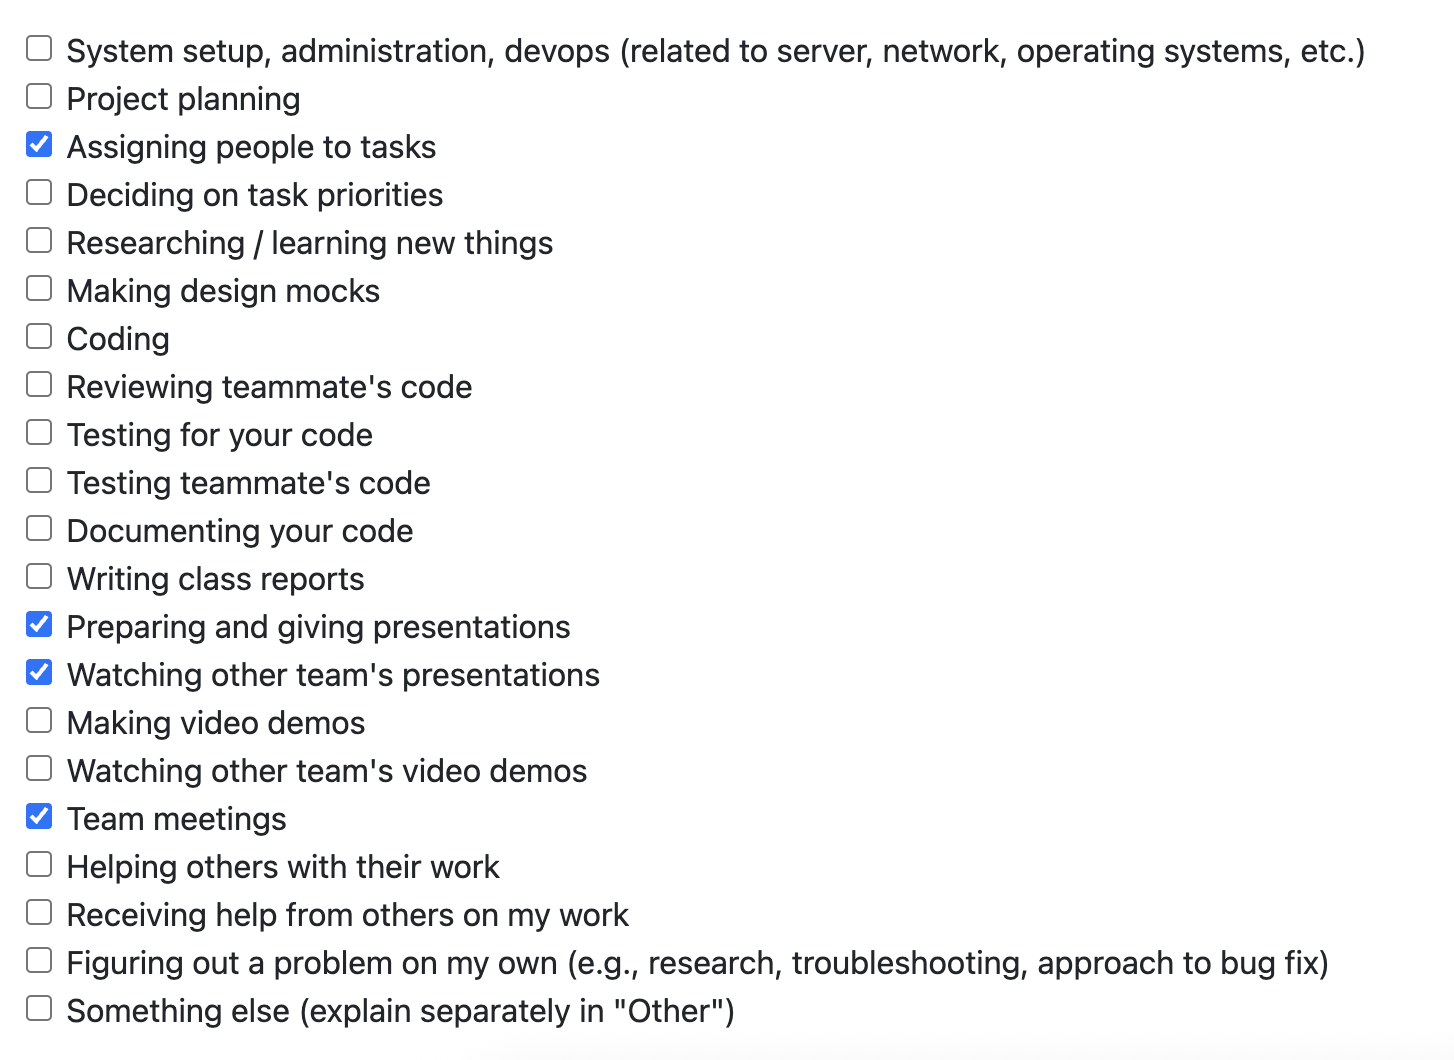 System setup, administration, devops (related to server, network, operating systems, etc.)
Project planning
Assigning people to tasks
Deciding on task priorities
Researching / learning new things
Making design mocks
Coding
Reviewing teammate's code
Testing for your code
Testing teammate's code
Documenting your code
Writing class reports
Preparing and giving presentations
Watching other team's presentations
Making video demos
Watching other team's video demos
Team meetings
Helping others with their work
Receiving help from others on my work
Figuring out a problem on my own (e.g., research, troubleshooting, approach to bug fix)
Something else (explain separately in "Other")